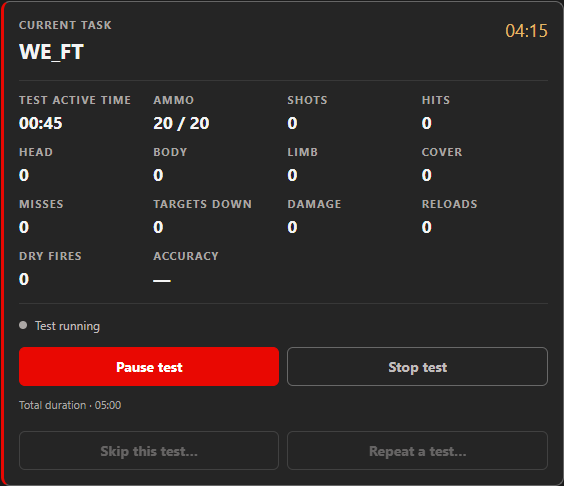 CURRENT TASK
04:15
WE_FT
TEST ACTIVE TIME AMMO SHOTS HITS
00:45 20 / 20 0 0
HEAD BODY LIMB COVER
0 0 0 0
MISSES TARGETS DOWN DAMAGE RELOADS
0 0 0 0
DRY FIRES ACCURACY
0 —
Test running
Pause test Stop test
Total duration · 05:00
Skip this test... Repeat a test...